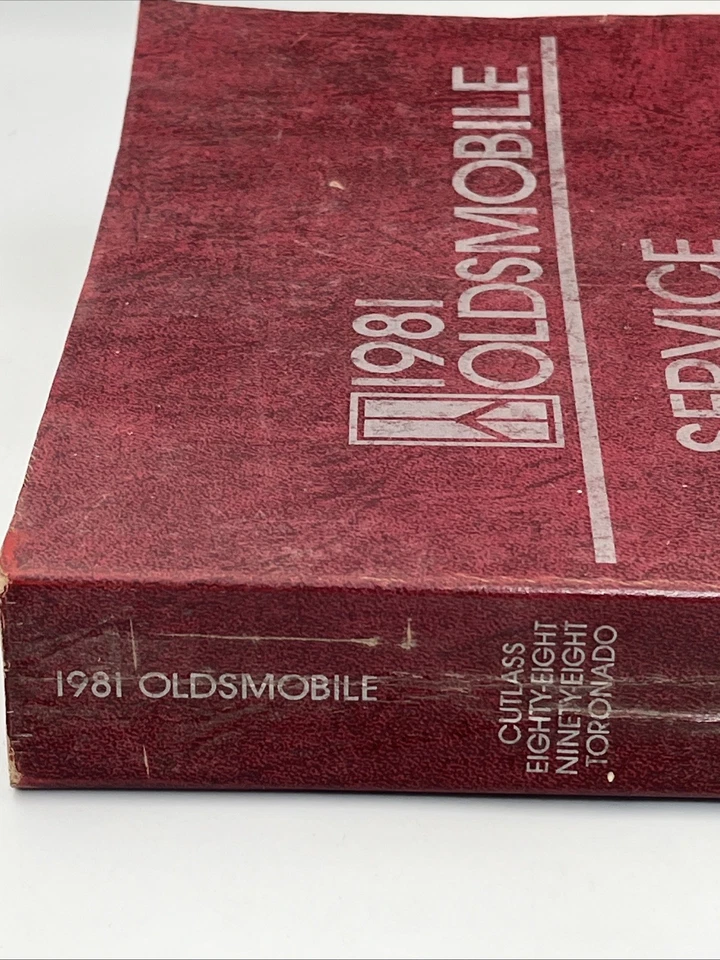 1981
OLDSMOBILE
SERVICE
1981 OLDSMOBILE
CUTLASS
EIGHTY-EIGHT
NINETY-EIGHT
TORONADO